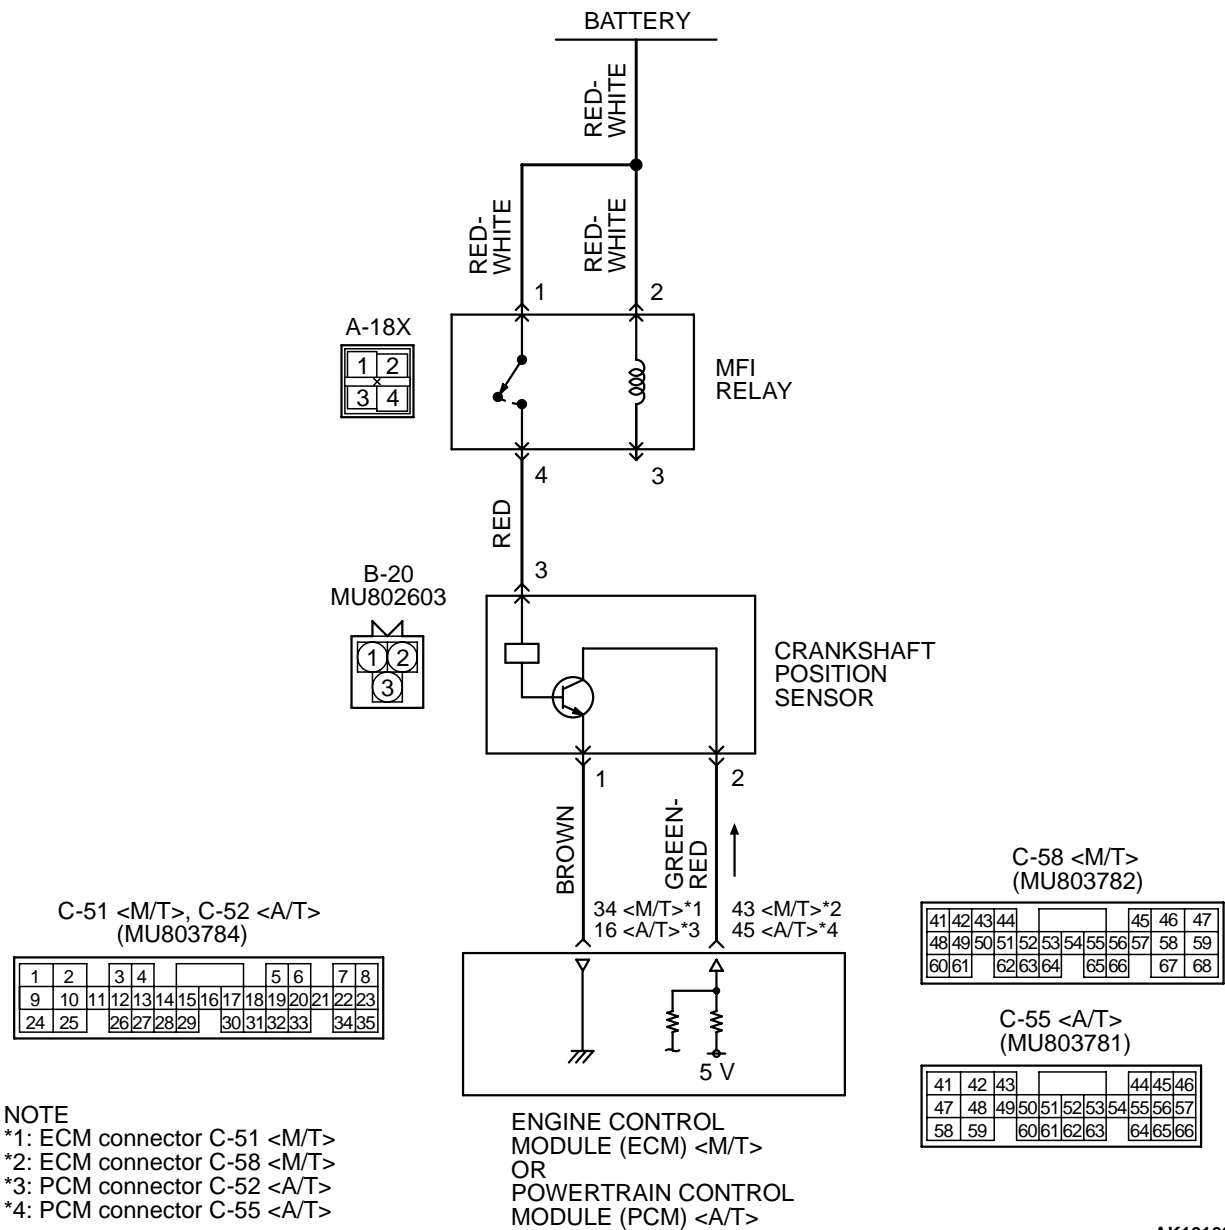 BATTERY
RED-
WHITE
RED-
WHITE
RED-
WHITE
1
2
A-18X
1 2
3 4
MFI
RELAY
4
3
RED
3
B-20
MU802603
1 2
3
CRANKSHAFT
POSITION
SENSOR
1
2
BROWN
GREEN-
RED
34 <M/T>*1
16 <A/T>*3
43 <M/T>*2
45 <A/T>*4
C-51 <M/T>, C-52 <A/T>
(MU803784)
1 2 3 4 5 6 7 8
9 10 11 12 13 14 15 16 17 18 19 20 21 22 23
24 25 26 27 28 29 30 31 32 33 34 35
C-58 <M/T>
(MU803782)
41 42 43 44 45 46 47
48 49 50 51 52 53 54 55 56 57 58 59
60 61 62 63 64 65 66 67 68
C-55 <A/T>
(MU803781)
41 42 43 44 45 46
47 48 49 50 51 52 53 54 55 56 57
58 59 60 61 62 63 64 65 66
5 V
NOTE
*1: ECM connector C-51 <M/T>
*2: ECM connector C-58 <M/T>
*3: PCM connector C-52 <A/T>
*4: PCM connector C-55 <A/T>
ENGINE CONTROL
MODULE (ECM) <M/T>
OR
POWERTRAIN CONTROL
MODULE (PCM) <A/T>